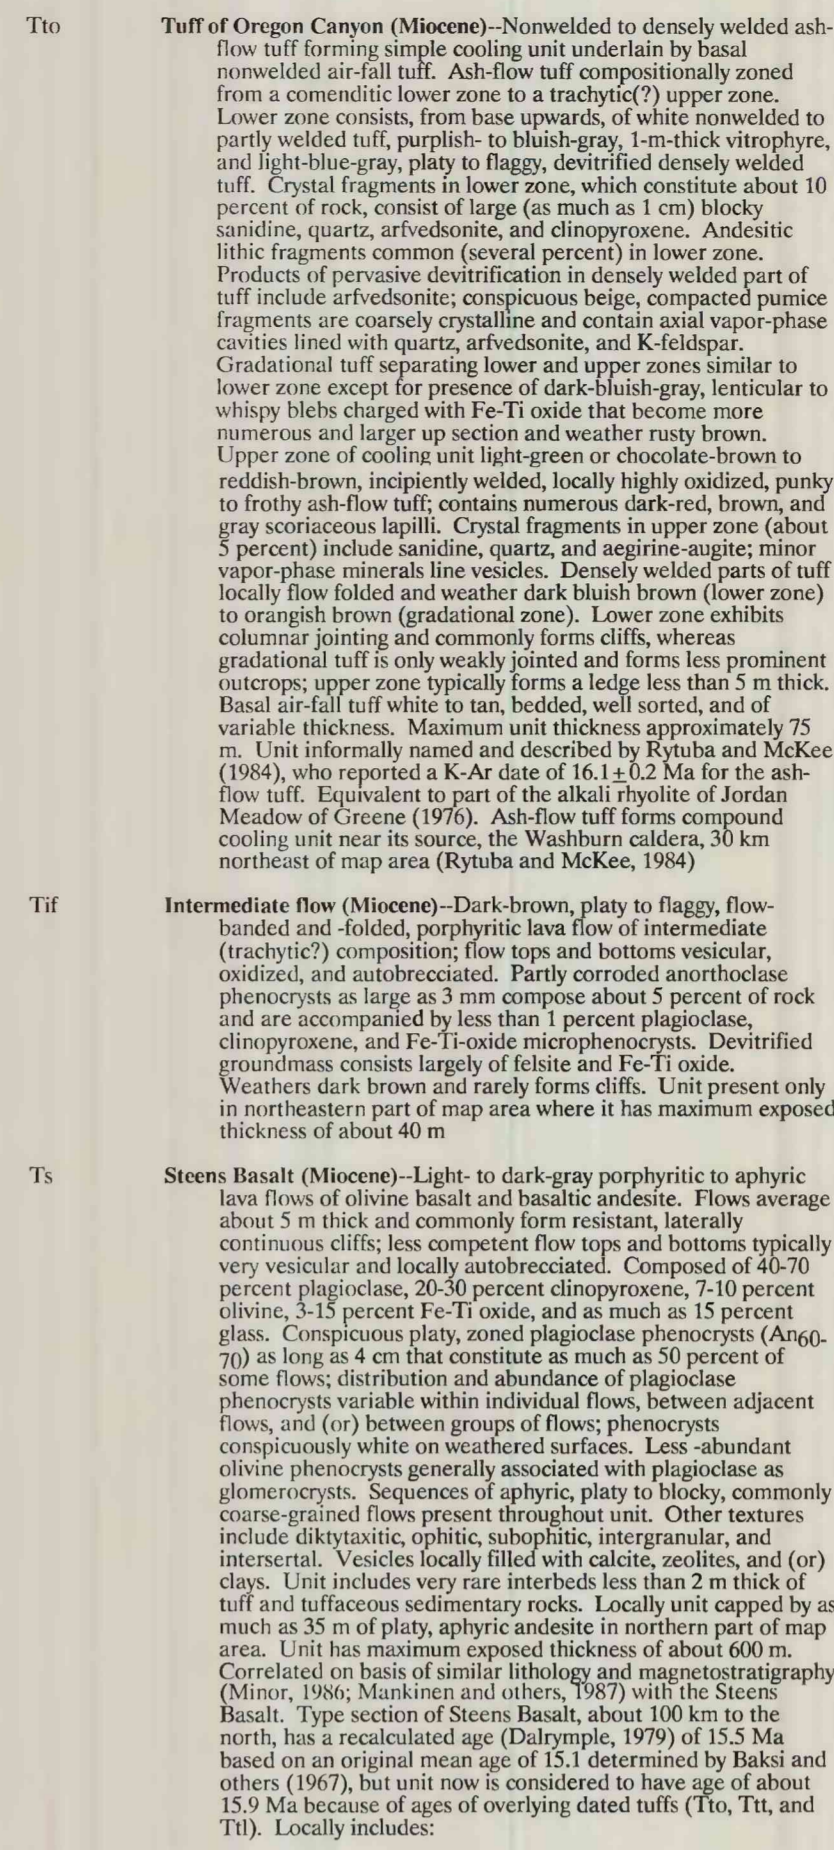 Tto Tuff of Oregon Canyon (Miocene)--Nonwelded to densely welded ash-
flow tuff forming simple cooling unit underlain by basal
nonwelded air-fall tuff. Ash-flow tuff compositionally zoned
from a comenditic lower zone to a trachytic(?) upper zone.
Lower zone consists, from base upwards, of white nonwelded to
partly welded tuff, purplish- to bluish-gray, 1-m-thick vitrophyre,
and light-blue-gray, platy to flaggy, devitrified densely welded
tuff. Crystal fragments in lower zone, which constitute about 10
percent of rock, consist of large (as much as 1 cm) blocky
sanidine, quartz, arfvedsonite, and clinopyroxene. Andesitic
lithic fragments common (several percent) in lower zone.
Products of pervasive devitrification in densely welded part of
tuff include arfvedsonite; conspicuous beige, compacted pumice
fragments are coarsely crystalline and contain axial vapor-phase
cavities lined with quartz, arfvedsonite, and K-feldspar.
Gradational tuff separating lower and upper zones similar to
lower zone except for presence of dark-bluish-gray, lenticular to
whispy blebs charged with Fe-Ti oxide that become more
numerous and larger up section and weather rusty brown.
Upper zone of cooling unit light-green or chocolate-brown to
reddish-brown, incipiently welded, locally highly oxidized, punky
to frothy ash-flow tuff; contains numerous dark-red, brown, and
gray scoriaceous lapilli. Crystal fragments in upper zone (about
5 percent) include sanidine, quartz, and aegirine-augite; minor
vapor-phase minerals line vesicles. Densely welded parts of tuff
locally flow folded and weather dark bluish brown (lower zone)
to orangish brown (gradational zone). Lower zone exhibits
columnar jointing and commonly forms cliffs, whereas
gradational tuff is only weakly jointed and forms less prominent
outcrops; upper zone typically forms a ledge less than 5 m thick.
Basal air-fall tuff white to tan, bedded, well sorted, and of
variable thickness. Maximum unit thickness approximately 75
m. Unit informally named and described by Rytuba and McKee
(1984), who reported a K-Ar date of 16.1±0.2 Ma for the ash-
flow tuff. Equivalent to part of the alkali rhyolite of Jordan
Meadow of Greene (1976). Ash-flow tuff forms compound
cooling unit near its source, the Washburn caldera, 30 km
northeast of map area (Rytuba and McKee, 1984)
Tif Intermediate flow (Miocene)--Dark-brown, platy to flaggy, flow-
banded and -folded, porphyritic lava flow of intermediate
(trachytic?) composition; flow tops and bottoms vesicular,
oxidized, and autobrecciated. Partly corroded anorthoclase
phenocrysts as large as 3 mm compose about 5 percent of rock
and are accompanied by less than 1 percent plagioclase,
clinopyroxene, and Fe-Ti-oxide microphenocrysts. Devitrified
groundmass consists largely of felsite and Fe-Ti oxide.
Weathers dark brown and rarely forms cliffs. Unit present only
in northeastern part of map area where it has maximum exposed
thickness of about 40 m
Ts Steens Basalt (Miocene)--Light- to dark-gray porphyritic to aphyric
lava flows of olivine basalt and basaltic andesite. Flows average
about 5 m thick and commonly form resistant, laterally
continuous cliffs; less competent flow tops and bottoms typically
very vesicular and locally autobrecciated. Composed of 40-70
percent plagioclase, 20-30 percent clinopyroxene, 7-10 percent
olivine, 3-15 percent Fe-Ti oxide, and as much as 15 percent
glass. Conspicuous platy, zoned plagioclase phenocrysts (An60-
70) as long as 4 cm that constitute as much as 50 percent of
some flows; distribution and abundance of plagioclase
phenocrysts variable within individual flows, between adjacent
flows, and (or) between groups of flows; phenocrysts
conspicuously white on weathered surfaces. Less -abundant
olivine phenocrysts generally associated with plagioclase as
glomerocrysts. Sequences of aphyric, platy to blocky, commonly
coarse-grained flows present throughout unit. Other textures
include diktytaxitic, ophitic, subophitic, intergranular, and
intersertal. Vesicles locally filled with calcite, zeolites, and (or)
clays. Unit includes very rare interbeds less than 2 m thick of
tuff and tuffaceous sedimentary rocks. Locally unit capped by as
much as 35 m of platy, aphyric andesite in northern part of map
area. Unit has maximum exposed thickness of about 600 m.
Correlated on basis of similar lithology and magnetostratigraphy
(Minor, 1986; Mankinen and others, 1987) with the Steens
Basalt. Type section of Steens Basalt, about 100 km to the
north, has a recalculated age (Dalrymple, 1979) of 15.5 Ma
based on an original mean age of 15.1 determined by Baksi and
others (1967), but unit now is considered to have age of about
15.9 Ma because of ages of overlying dated tuffs (Tto, Ttt, and
Ttl). Locally includes: